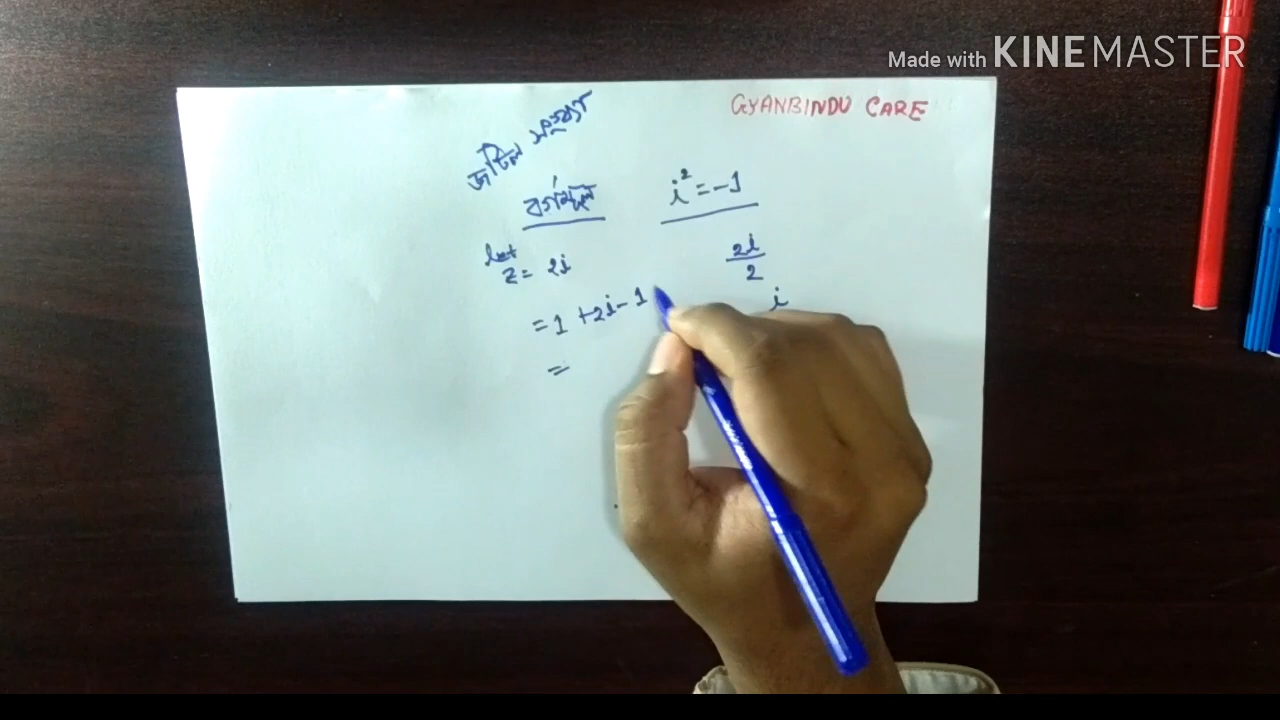 Made with KINEMASTER
GYANBINDU CARE
জটিল সংখ্যা
বর্গমূল
i² = -1
let
z = 2i
2i
2
i
= 1 + 2i - 1
=